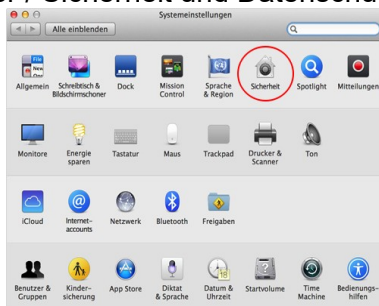 / Sicherheit und Datenschu
Systemeinstellungen
Alle einblenden
Allgemein
Schreibtisch &
Bildschirmschoner
Dock
Mission
Control
Sprache
& Region
Sicherheit
Spotlight
Mitteilungen
Monitore
Energie
sparen
Tastatur
Maus
Trackpad
Drucker &
Scanner
Ton
iCloud
Internet-
accounts
Netzwerk
Bluetooth
Freigaben
Benutzer &
Gruppen
Kinder-
sicherung
App Store
Diktat
& Sprache
Datum &
Uhrzeit
Startvolume
Time
Machine
Bedienungs-
hilfen